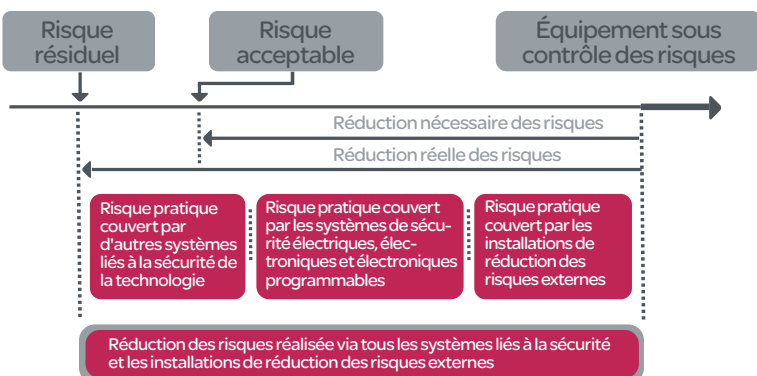 Risque
résiduel
Risque
acceptable
Équipement sous
contrôle des risques
Réduction nécessaire des risques
Réduction réelle des risques
Risque pratique
couvert par
d'autres systèmes
liés à la sécurité de
la technologie
Risque pratique couvert
par les systèmes de sécu-
rité électriques, élec-
troniques et électroniques
programmables
Risque pratique
couvert par les
installations de
réduction des
risques externes
Réduction des risques réalisée via tous les systèmes liés à la sécurité
et les installations de réduction des risques externes